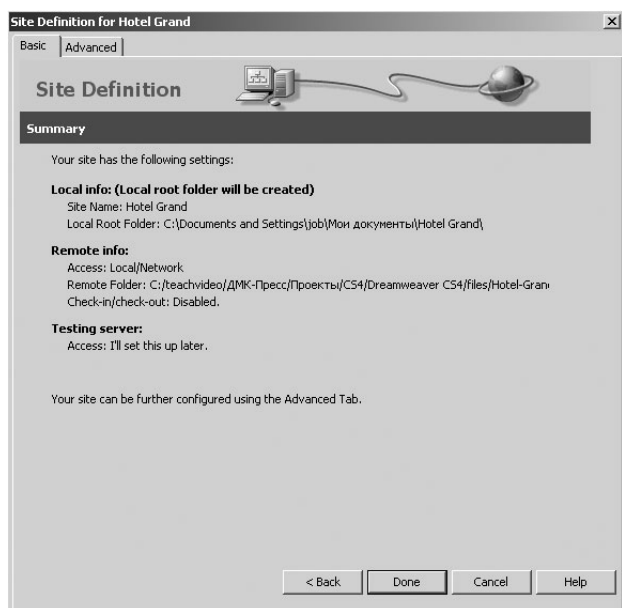 Site Definition for Hotel Grand
Basic
Advanced
Site Definition
Summary
Your site has the following settings:
Local info: (Local root folder will be created)
Site Name: Hotel Grand
Local Root Folder: C:\Documents and Settings\job\Мои документы\Hotel Grand\
Remote info:
Access: Local/Network
Remote Folder: C:/teachvideo/ДМК-Пресс/Проекты/CS4/Dreamweaver CS4/files/Hotel-Gran
Check-in/check-out: Disabled.
Testing server:
Access: I'll set this up later.
Your site can be further configured using the Advanced Tab.
< Back
Done
Cancel
Help